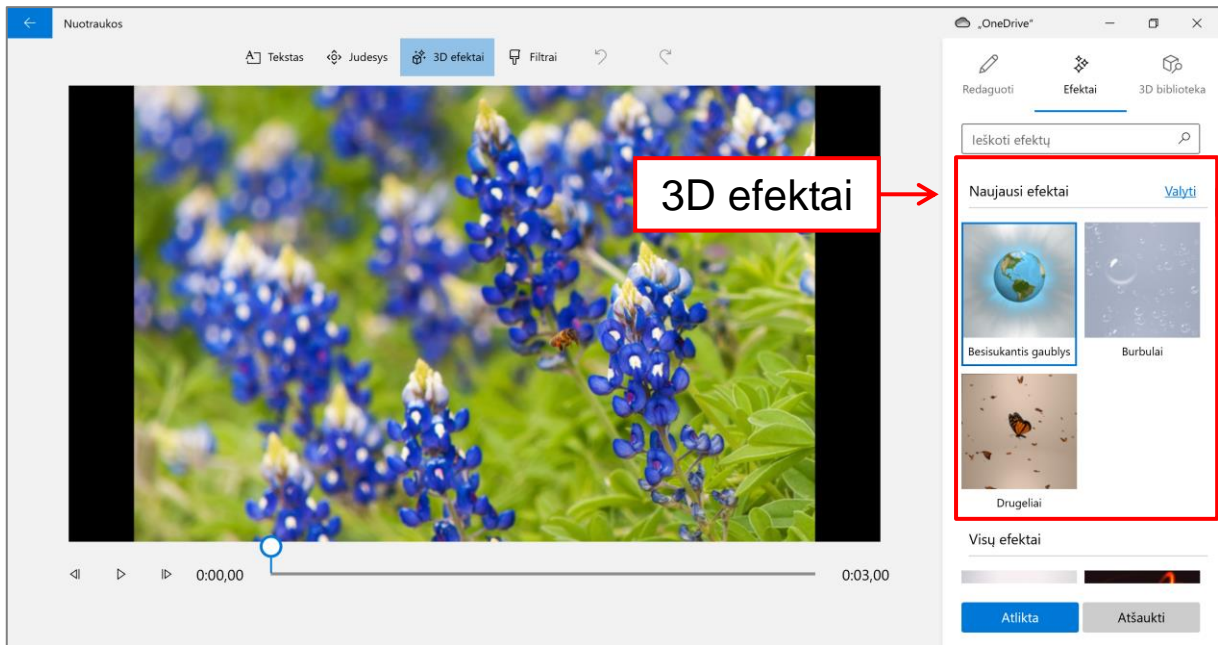 Nuotraukos
„OneDrive“
Tekstas Judesys 3D efektai Filtrai
Redaguoti Efektai 3D biblioteka
Ieškoti efektų
3D efektai
Naujausi efektai Valyti
Besisukantis gaublys Burbulai
Drugeliai
Visų efektai
0:00,00 0:03,00
Atlikta Atšaukti